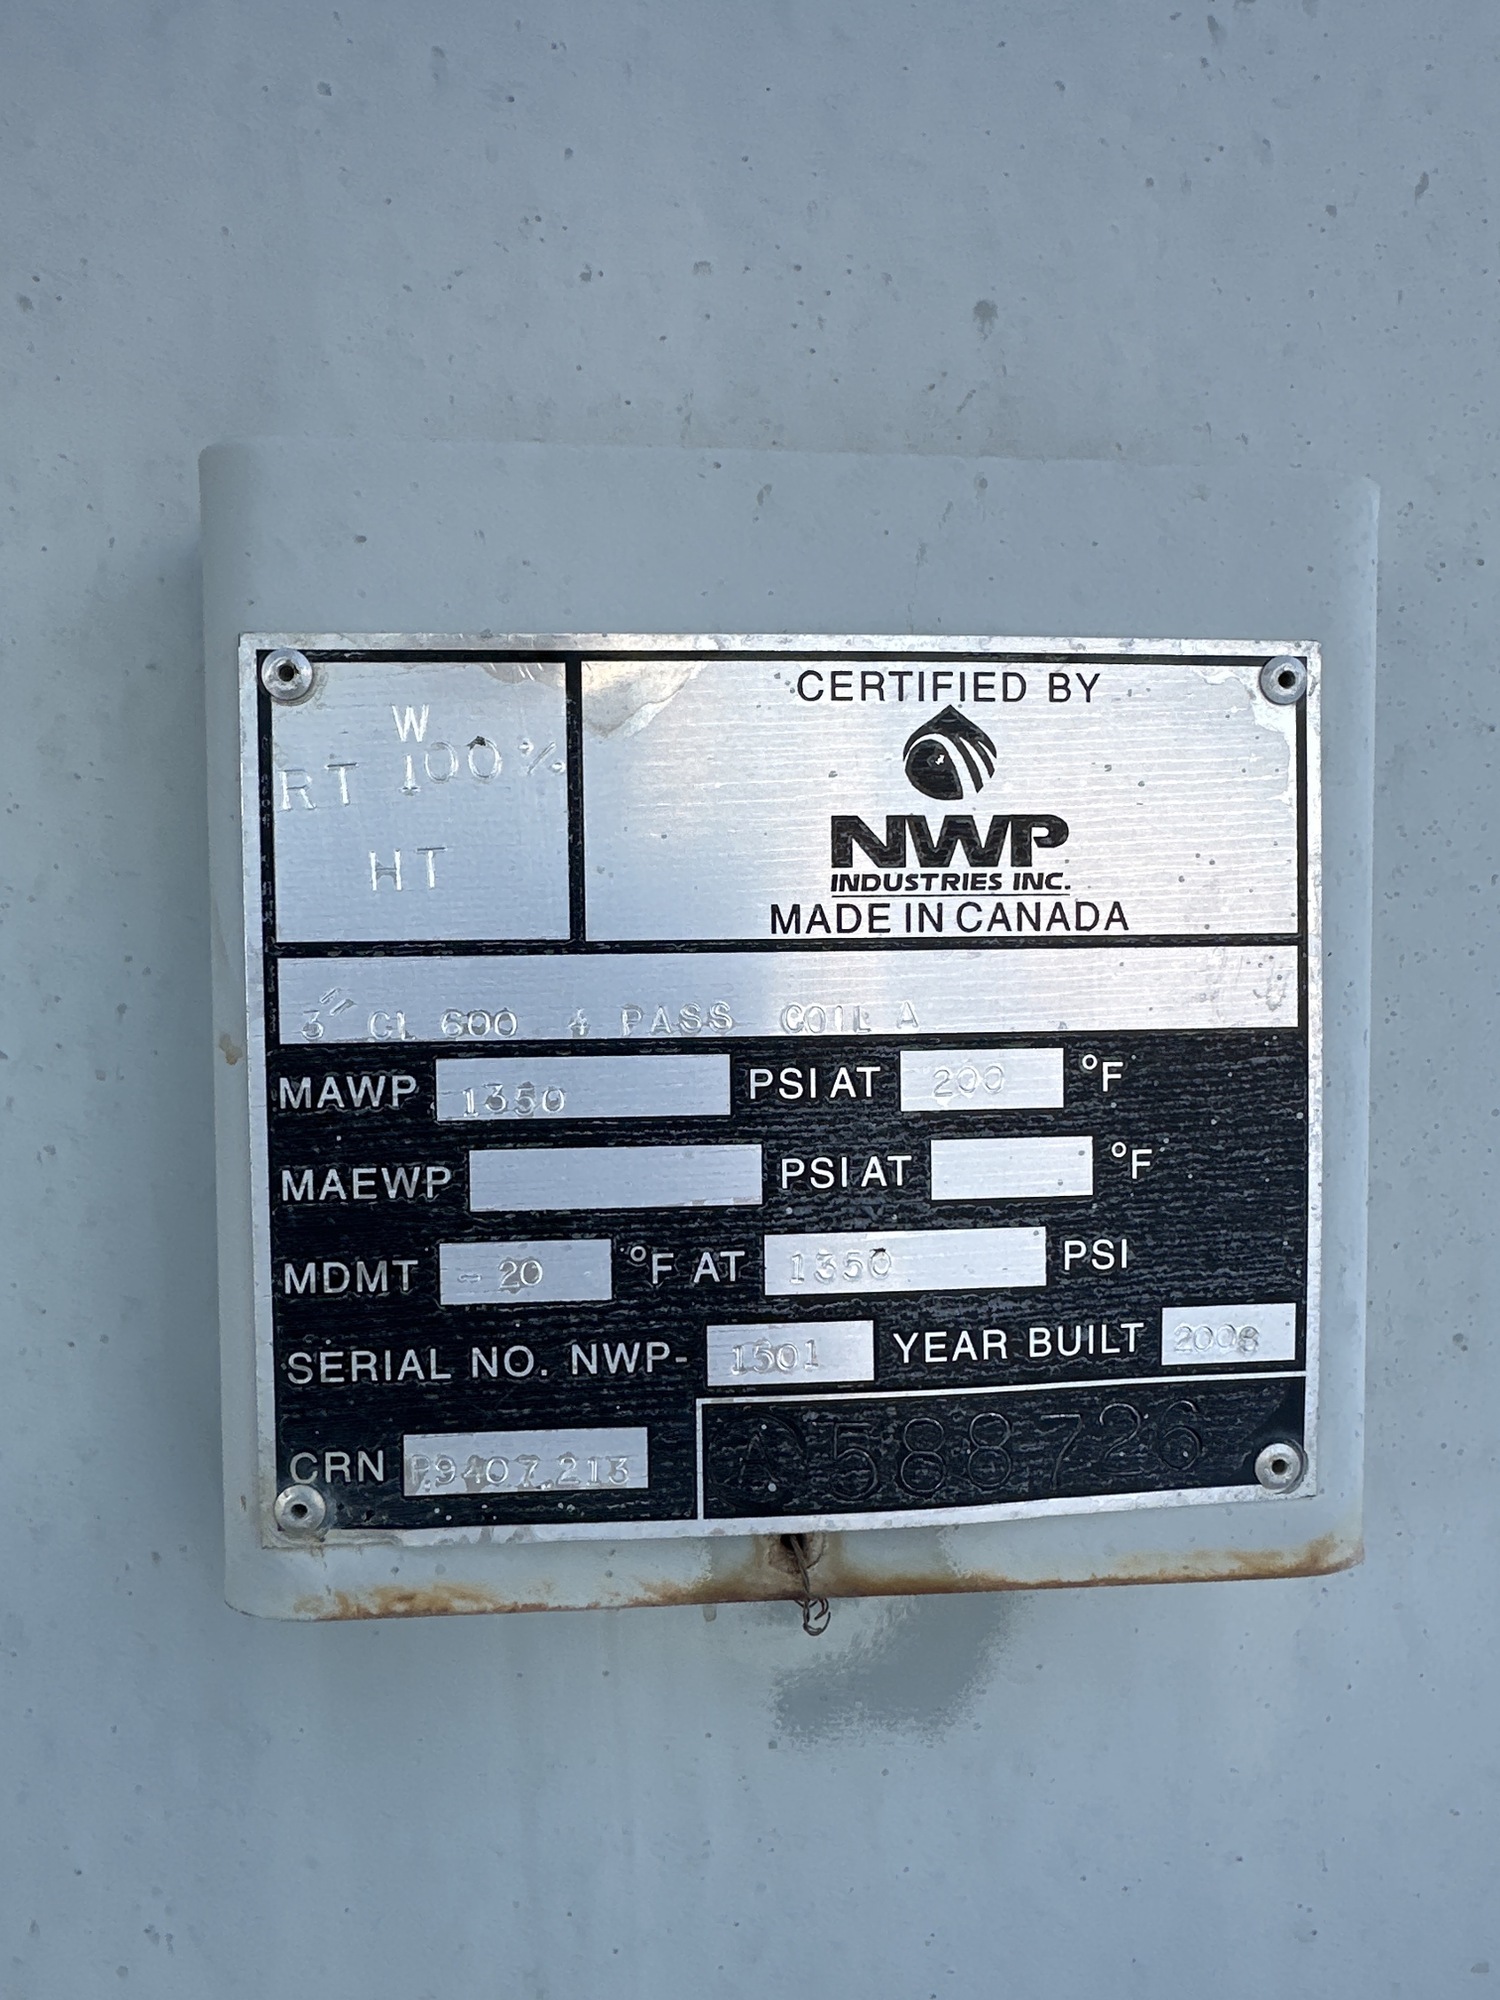 W
RT 100%
HT
CERTIFIED BY
NWP
INDUSTRIES INC.
MADE IN CANADA
3" CL 600 4 PASS COIL A
MAWP 1350 PSI AT 200 °F
MAEWP PSI AT °F
MDMT -20 °F AT 1350 PSI
SERIAL NO. NWP- 1501 YEAR BUILT 2008
CRN P9407.213
A588726